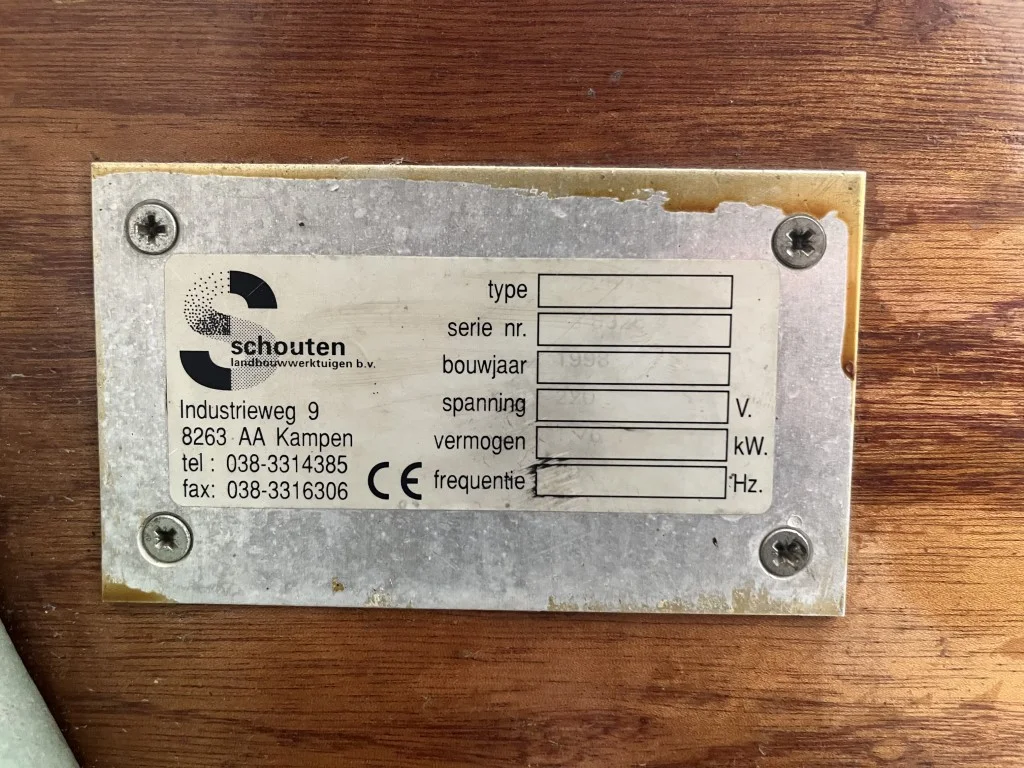 schouten
landbouwwerktuigen b.v.
Industrieweg 9
8263 AA Kampen
tel : 038-3314385
fax: 038-3316306
CE
type
serie nr.
bouwjaar 1998
spanning V.
vermogen kW.
frequentie Hz.